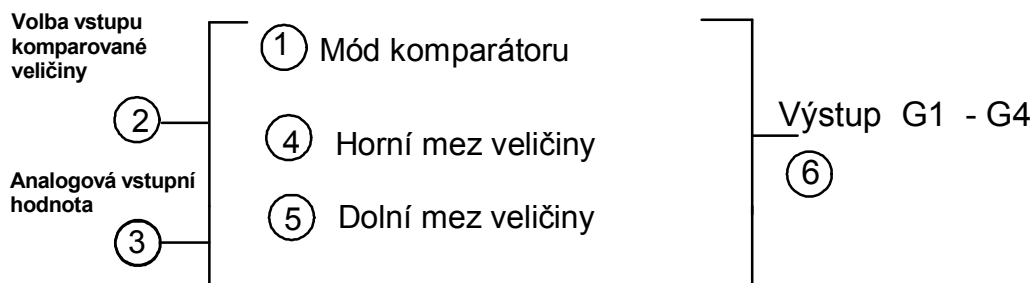 Volba vstupu
komparované
veličiny
2
Analogová vstupní
hodnota
3
1 Mód komparátoru
4 Horní mez veličiny
5 Dolní mez veličiny
Výstup G1 - G4
6